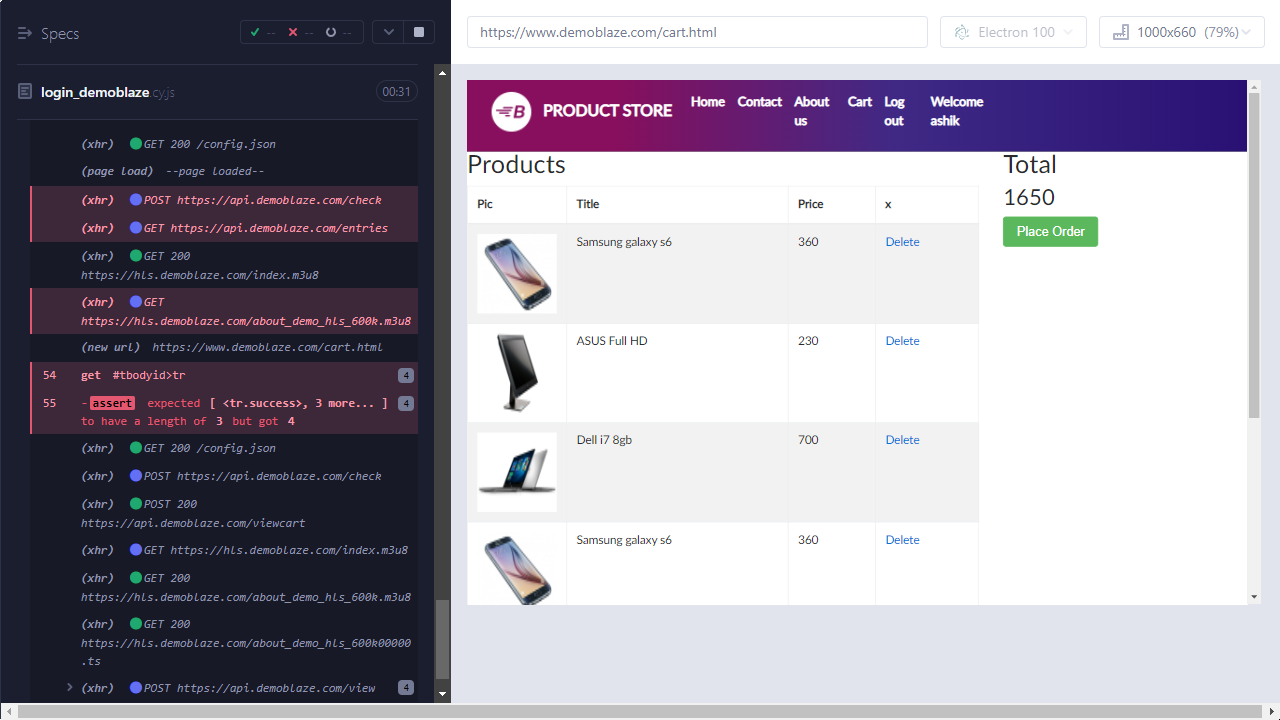 Specs
-- -- --
login_demoblaze.cy.js 00:31
(xhr) GET 200 /config.json
(page load) --page loaded--
(xhr) POST https://api.demoblaze.com/check
(xhr) GET https://api.demoblaze.com/entries
(xhr) GET 200
https://hls.demoblaze.com/index.m3u8
(xhr) GET
https://hls.demoblaze.com/about_demo_hls_600k.m3u8
(new url) https://www.demoblaze.com/cart.html
54 get #tbodyid>tr 4
55 -assert expected [ <tr.success>, 3 more... ] 4
to have a length of 3 but got 4
(xhr) GET 200 /config.json
(xhr) POST https://api.demoblaze.com/check
(xhr) POST 200
https://api.demoblaze.com/viewcart
(xhr) GET https://hls.demoblaze.com/index.m3u8
(xhr) GET 200
https://hls.demoblaze.com/about_demo_hls_600k.m3u8
(xhr) GET 200
https://hls.demoblaze.com/about_demo_hls_600k00000
.ts
(xhr) POST https://api.demoblaze.com/view 4
https://www.demoblaze.com/cart.html
Electron 100
1000x660 (79%)
B PRODUCT STORE Home Contact About us Cart Log out Welcome ashik
Products
Pic Title Price x
Samsung galaxy s6 360 Delete
ASUS Full HD 230 Delete
Dell i7 8gb 700 Delete
Samsung galaxy s6 360 Delete
Total
1650
Place Order